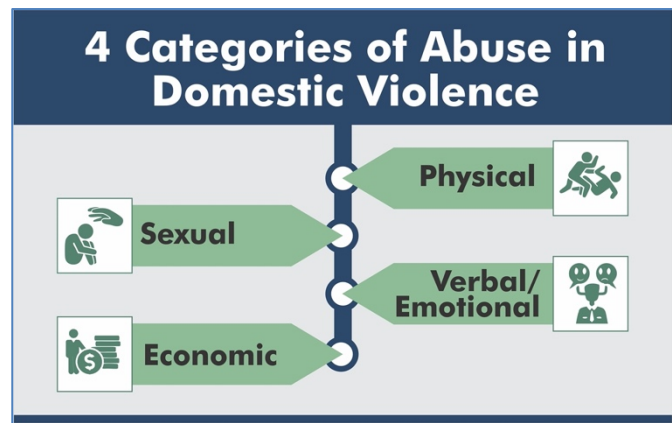 4 Categories of Abuse in
Domestic Violence
Physical
Sexual
Verbal/
Emotional
Economic
$